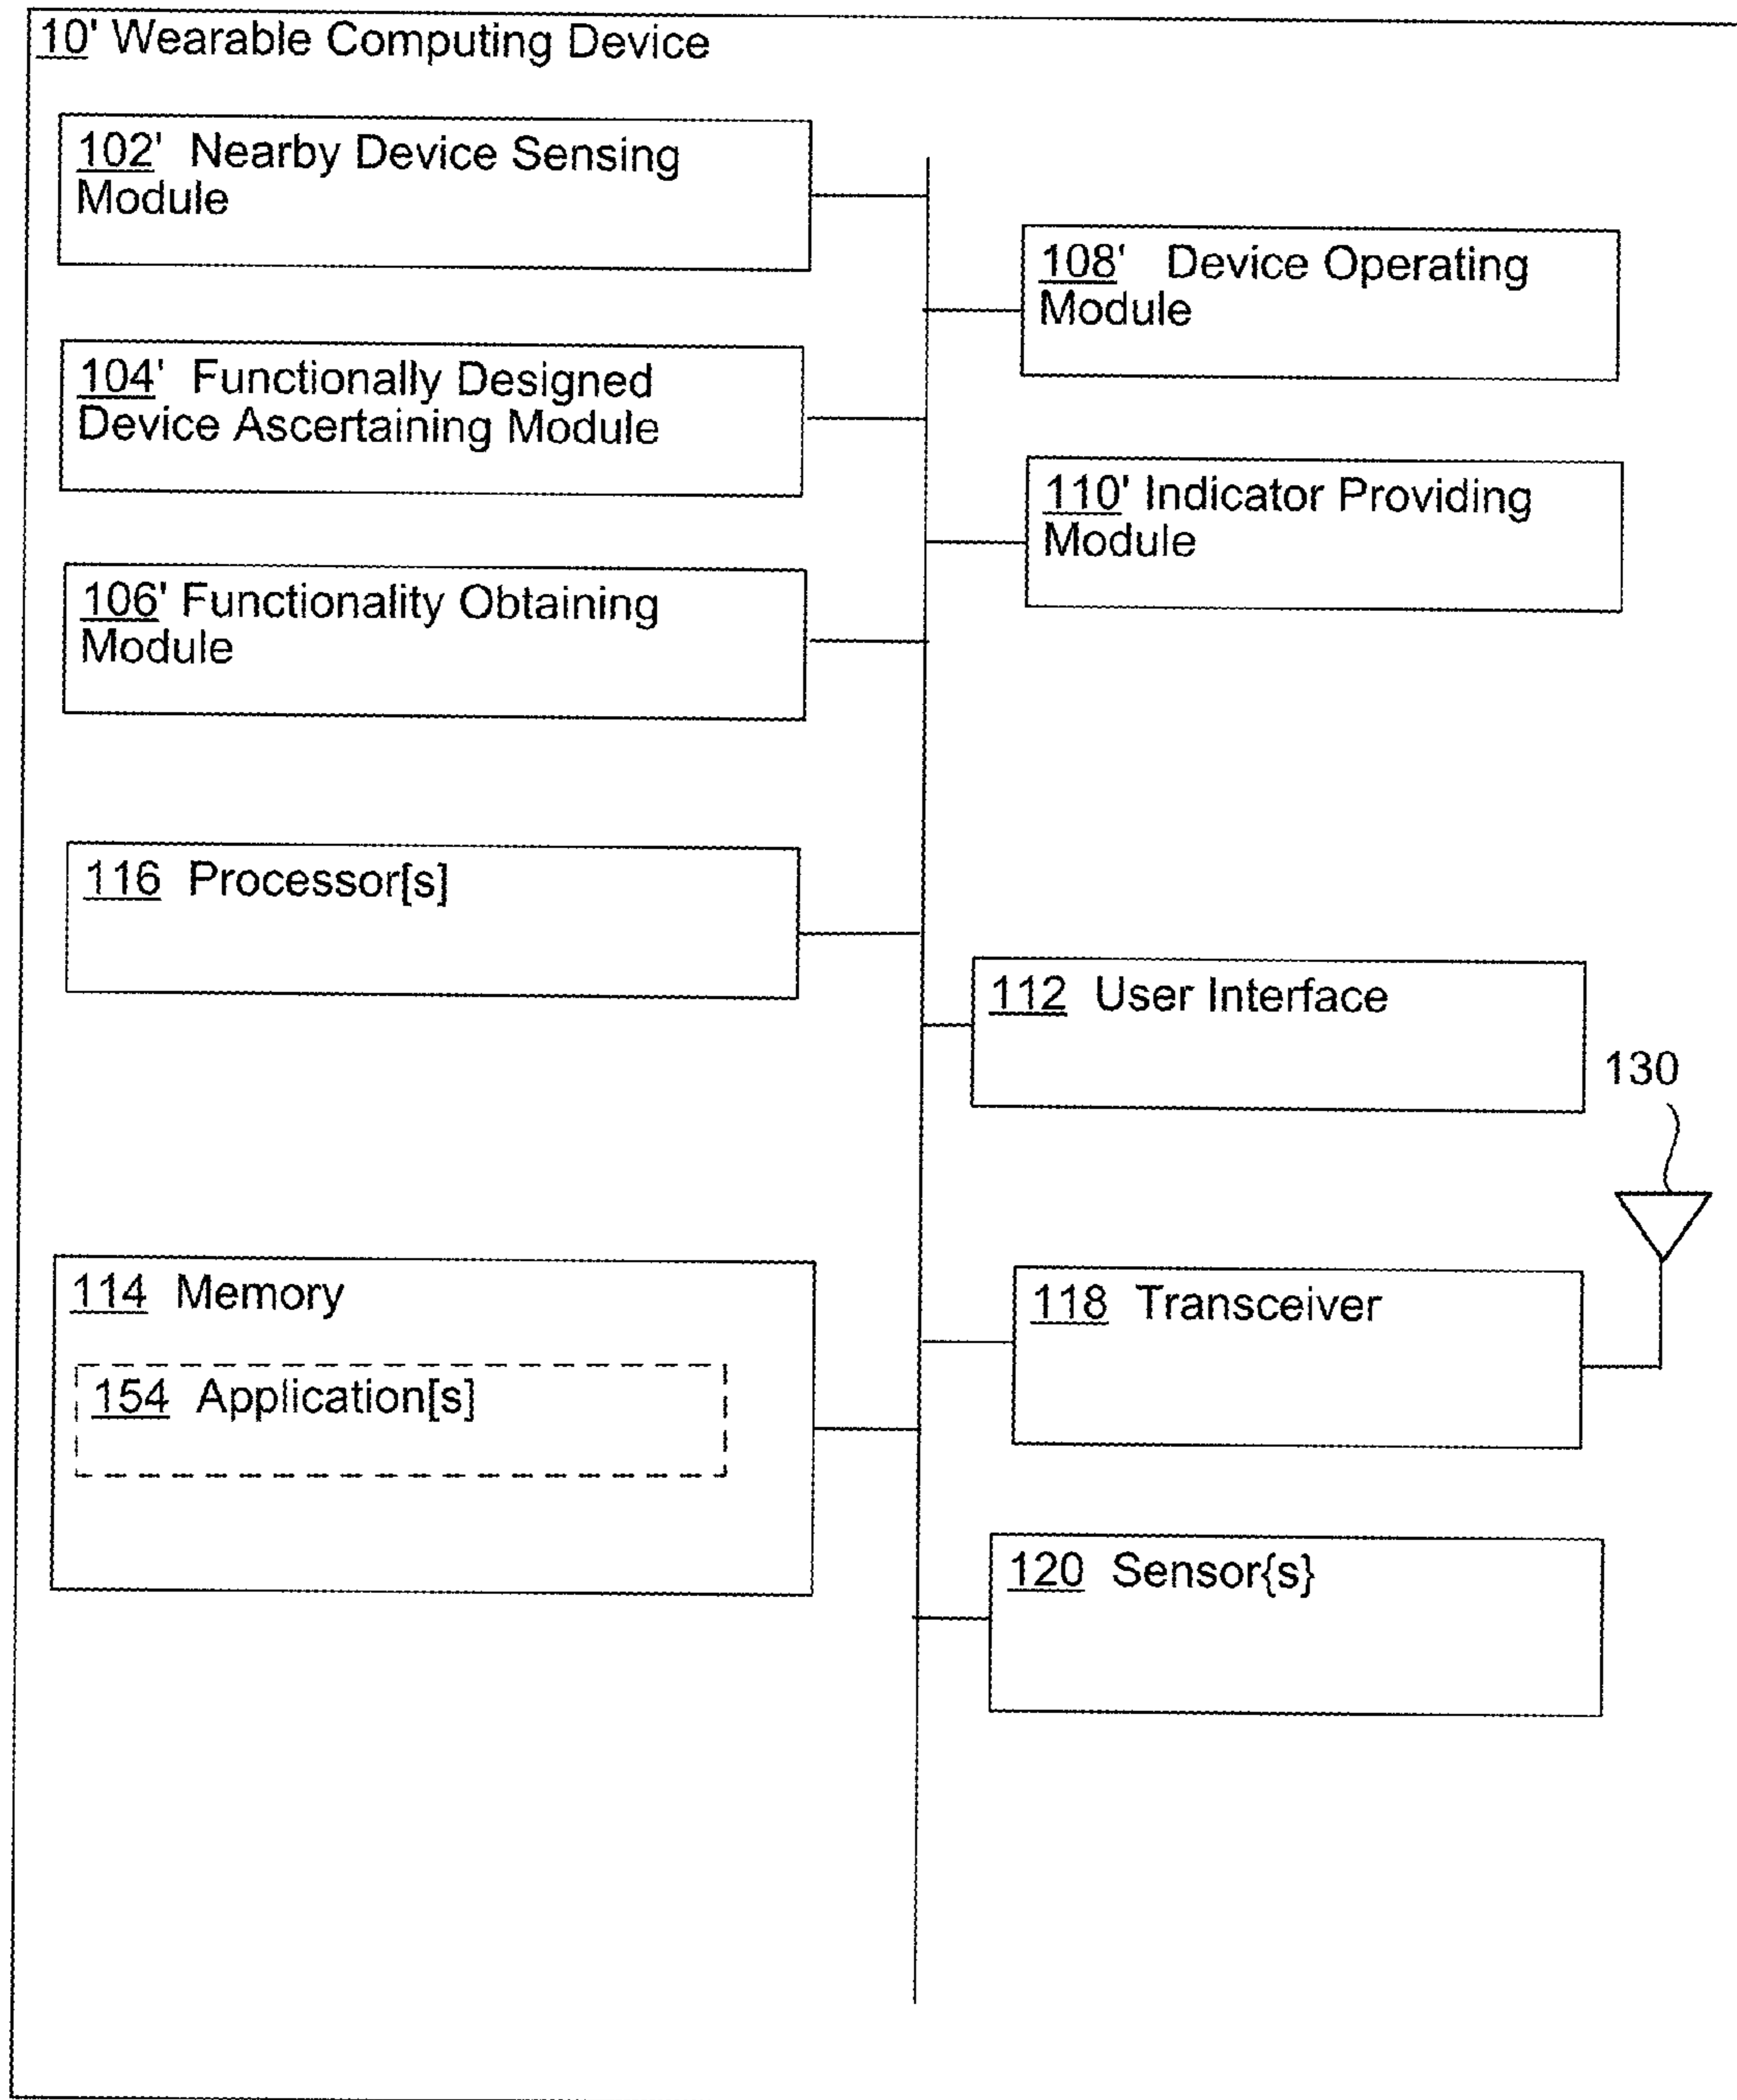 10' Wearable Computing Device
102' Nearby Device Sensing
Module
104' Functionally Designed
Device Ascertaining Module
106' Functionality Obtaining
Module
116 Processor[s]
114 Memory
154 Application[s]
108' Device Operating
Module
110' Indicator Providing
Module
112 User Interface
130
118 Transceiver
120 Sensor{s}